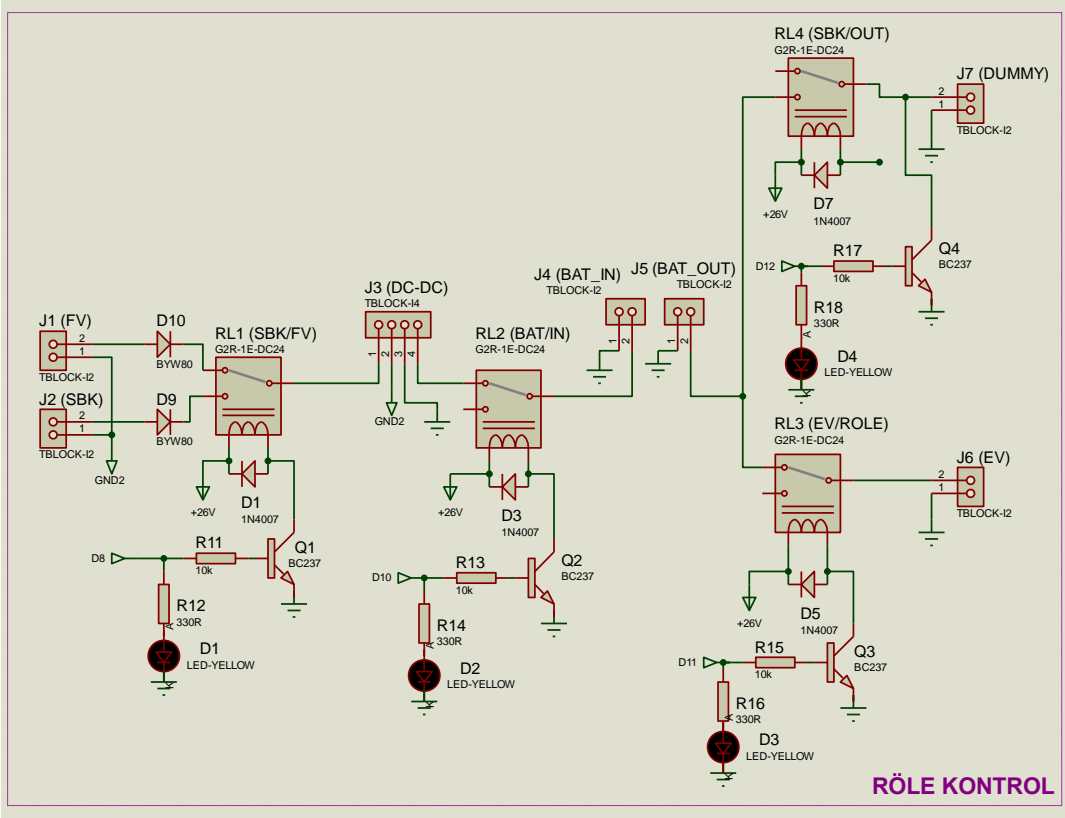 RL4 (SBK/OUT)
G2R-1E-DC24
J7 (DUMMY)
2
1
TBLOCK-I2
+26V
D7
1N4007
D12
R17
10k
Q4
BC237
R18
330R
A
D4
LED-YELLOW
K
J1 (FV)
2
1
TBLOCK-I2
D10
BYW80
RL1 (SBK/FV)
G2R-1E-DC24
J2 (SBK)
2
1
TBLOCK-I2
D9
BYW80
GND2
+26V
D1
1N4007
D8
R11
10k
Q1
BC237
R12
330R
A
D1
LED-YELLOW
K
J3 (DC-DC)
TBLOCK-I4
1
2
3
4
GND2
RL2 (BAT/IN)
G2R-1E-DC24
+26V
D3
1N4007
D10
R13
10k
Q2
BC237
R14
330R
A
D2
LED-YELLOW
K
J4 (BAT_IN)
TBLOCK-I2
1
2
J5 (BAT_OUT)
TBLOCK-I2
1
2
RL3 (EV/ROLE)
G2R-1E-DC24
J6 (EV)
2
1
TBLOCK-I2
+26V
D5
1N4007
D11
R15
10k
Q3
BC237
R16
330R
A
D3
LED-YELLOW
K
RÖLE KONTROL